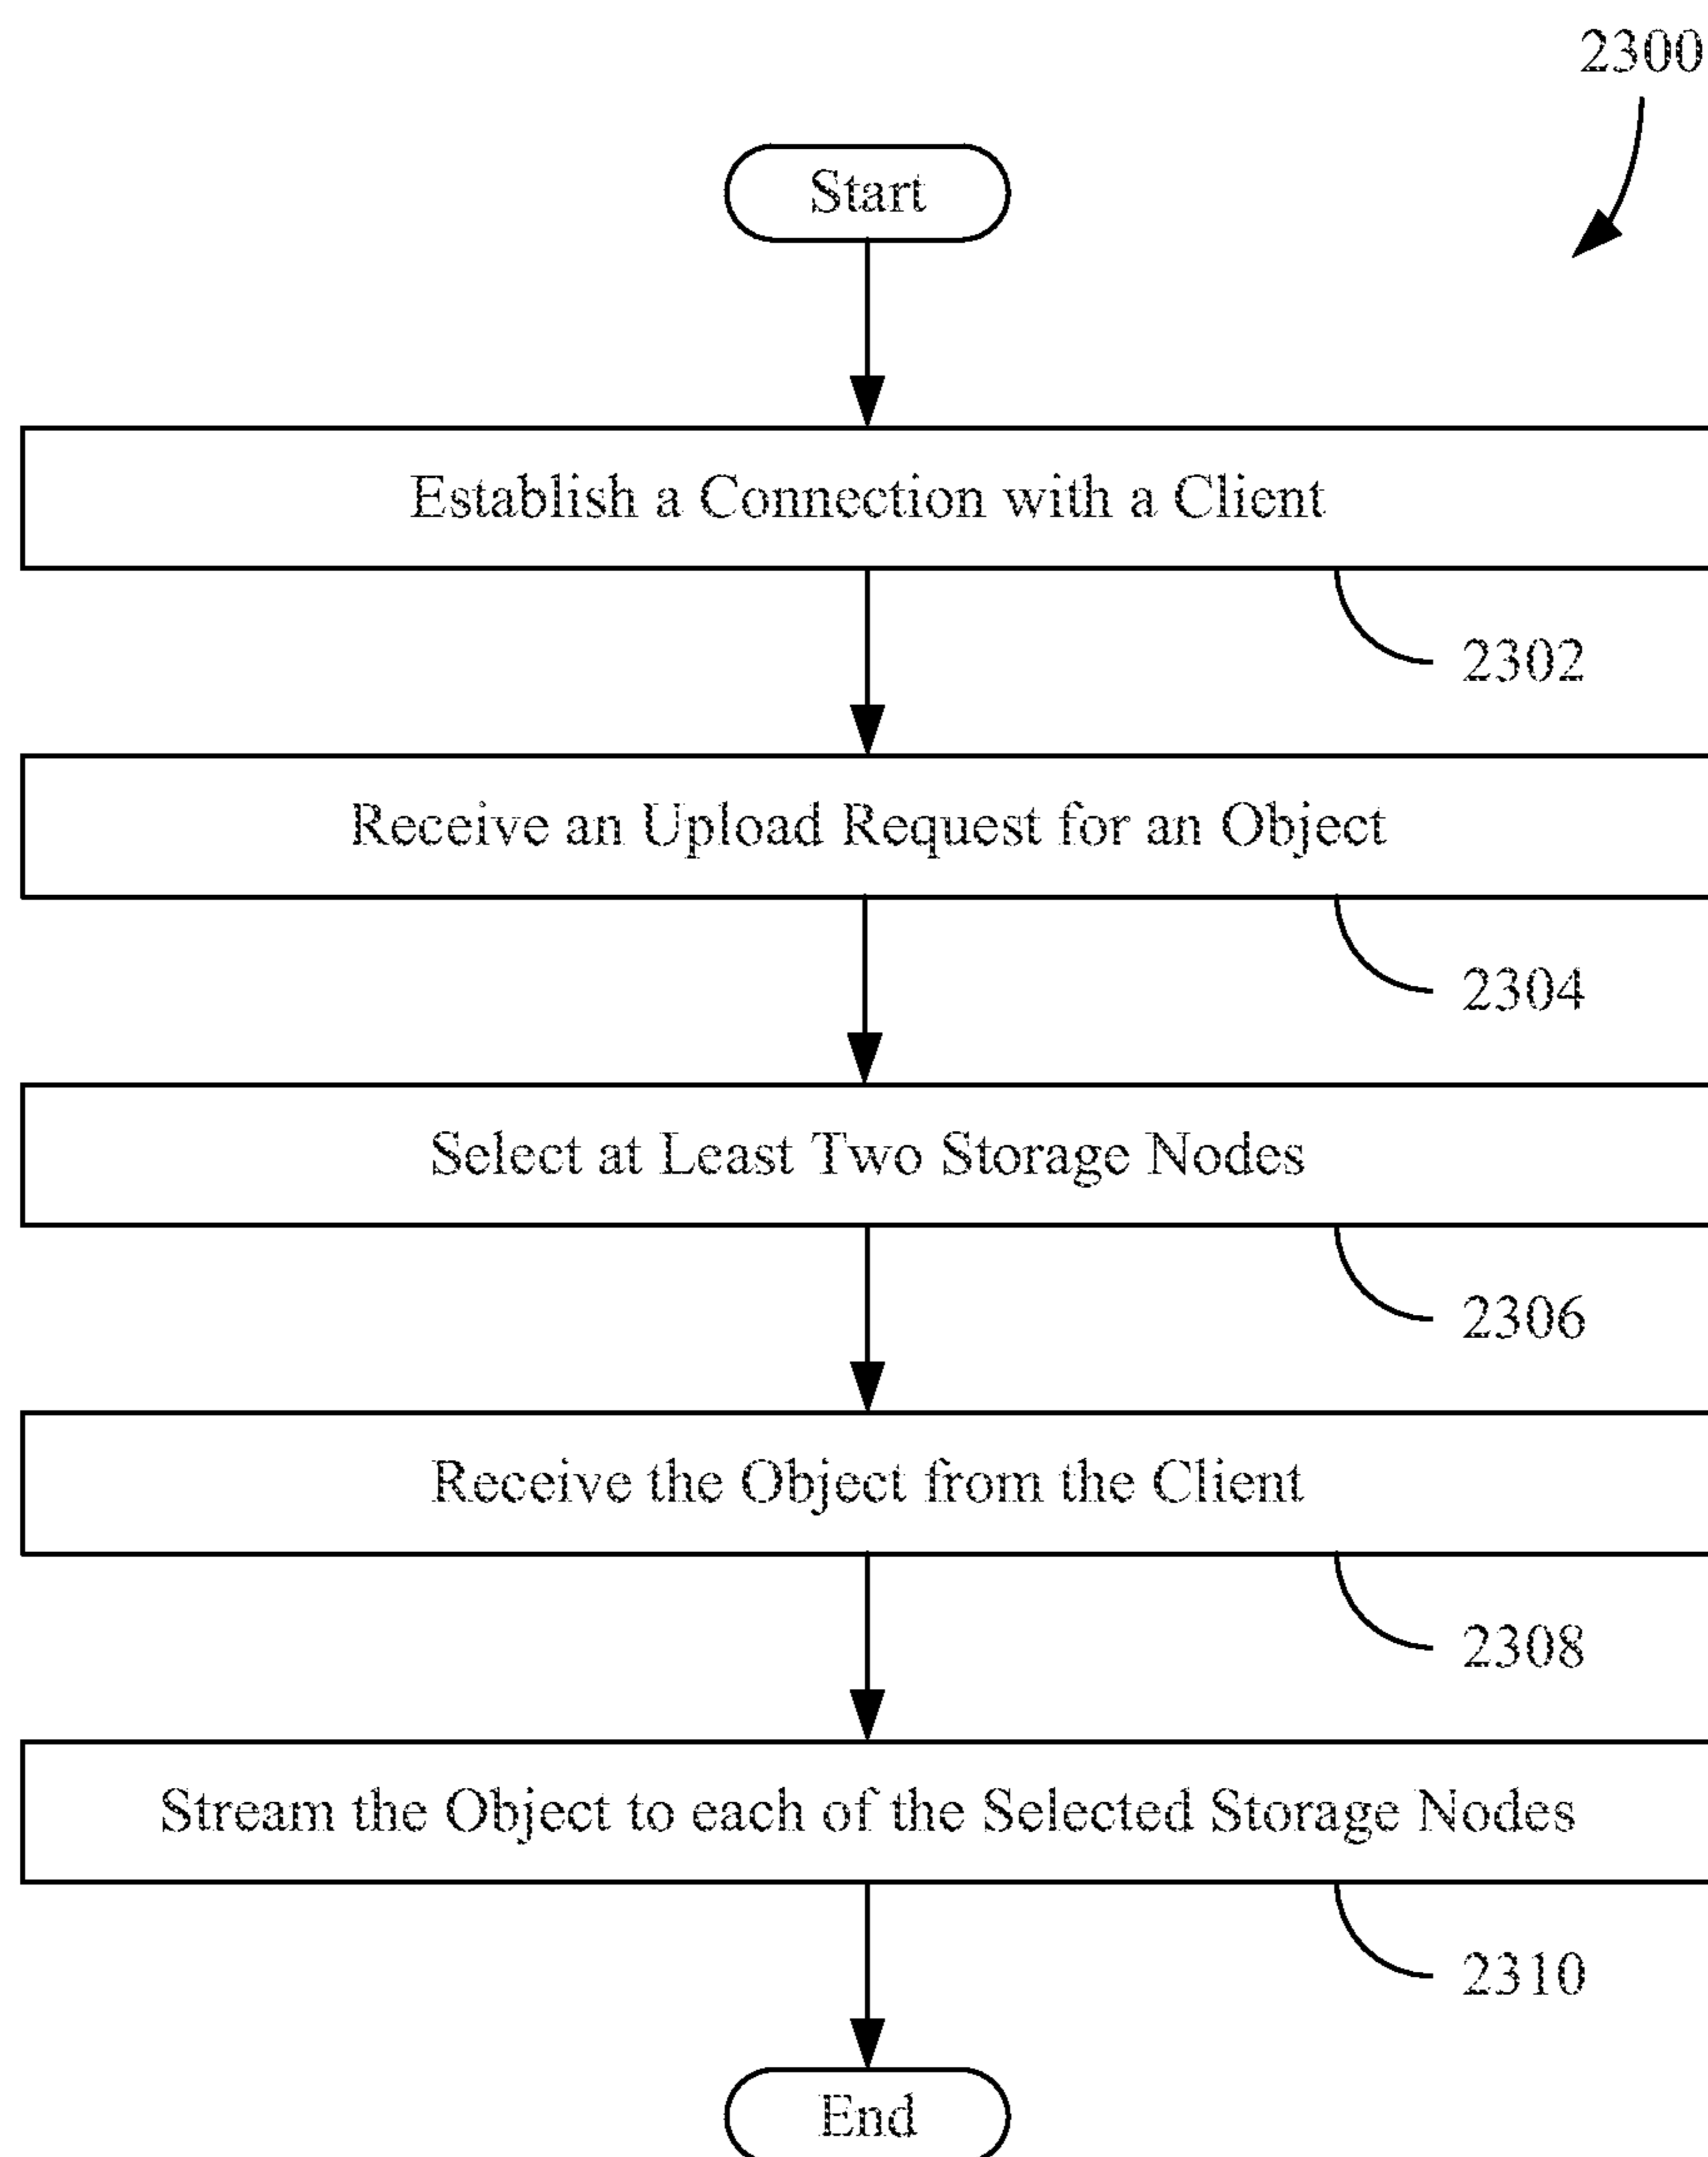 2300
Start
Establish a Connection with a Client
2302
Receive an Upload Request for an Object
2304
Select at Least Two Storage Nodes
2306
Receive the Object from the Client
2308
Stream the Object to each of the Selected Storage Nodes
2310
End